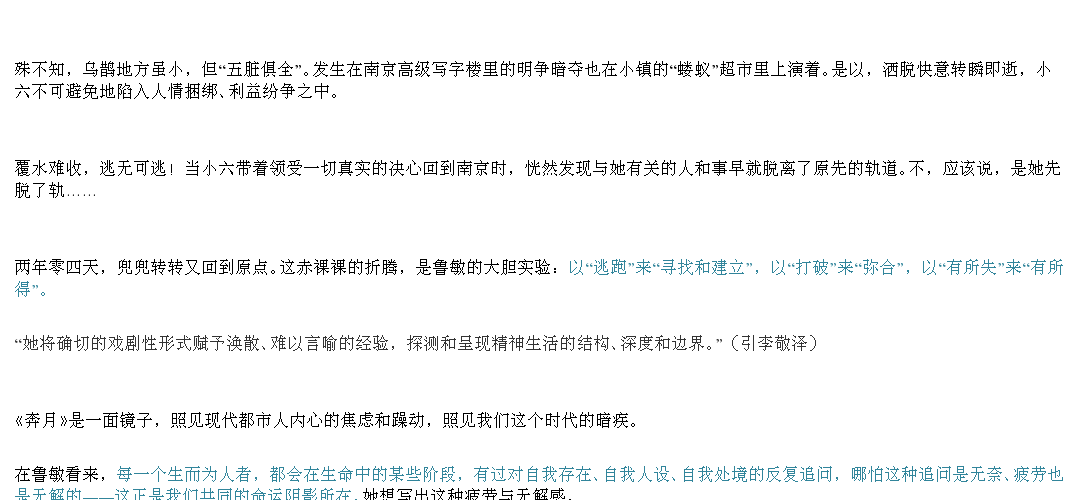 殊不知，乌鹊地方虽小，但“五脏俱全”。发生在南京高级写字楼里的明争暗夺也在小镇的“蝼蚁”超市里上演着。是以，洒脱快意转瞬即逝，小
六不可避免地陷入人情捆绑、利益纷争之中。
覆水难收，逃无可逃！当小六带着领受一切真实的决心回到南京时，恍然发现与她有关的人和事早就脱离了原先的轨道。不，应该说，是她先
脱了轨……
两年零四天，兜兜转转又回到原点。这赤裸裸的折腾，是鲁敏的大胆实验：以“逃跑”来“寻找和建立”，以“打破”来“弥合”，以“有所失”来“有所
得”。
“她将确切的戏剧性形式赋予涣散、难以言喻的经验，探测和呈现精神生活的结构、深度和边界。”（引李敬泽）
《奔月》是一面镜子，照见现代都市人内心的焦虑和躁动，照见我们这个时代的暗疾。
在鲁敏看来，每一个生而为人者，都会在生命中的某些阶段，有过对自我存在、自我人设、自我处境的反复追问，哪怕这种追问是无奈、疲劳也
是无解的——这正是我们共同的命运阴影所在。她想写出这种疲劳与无解感。